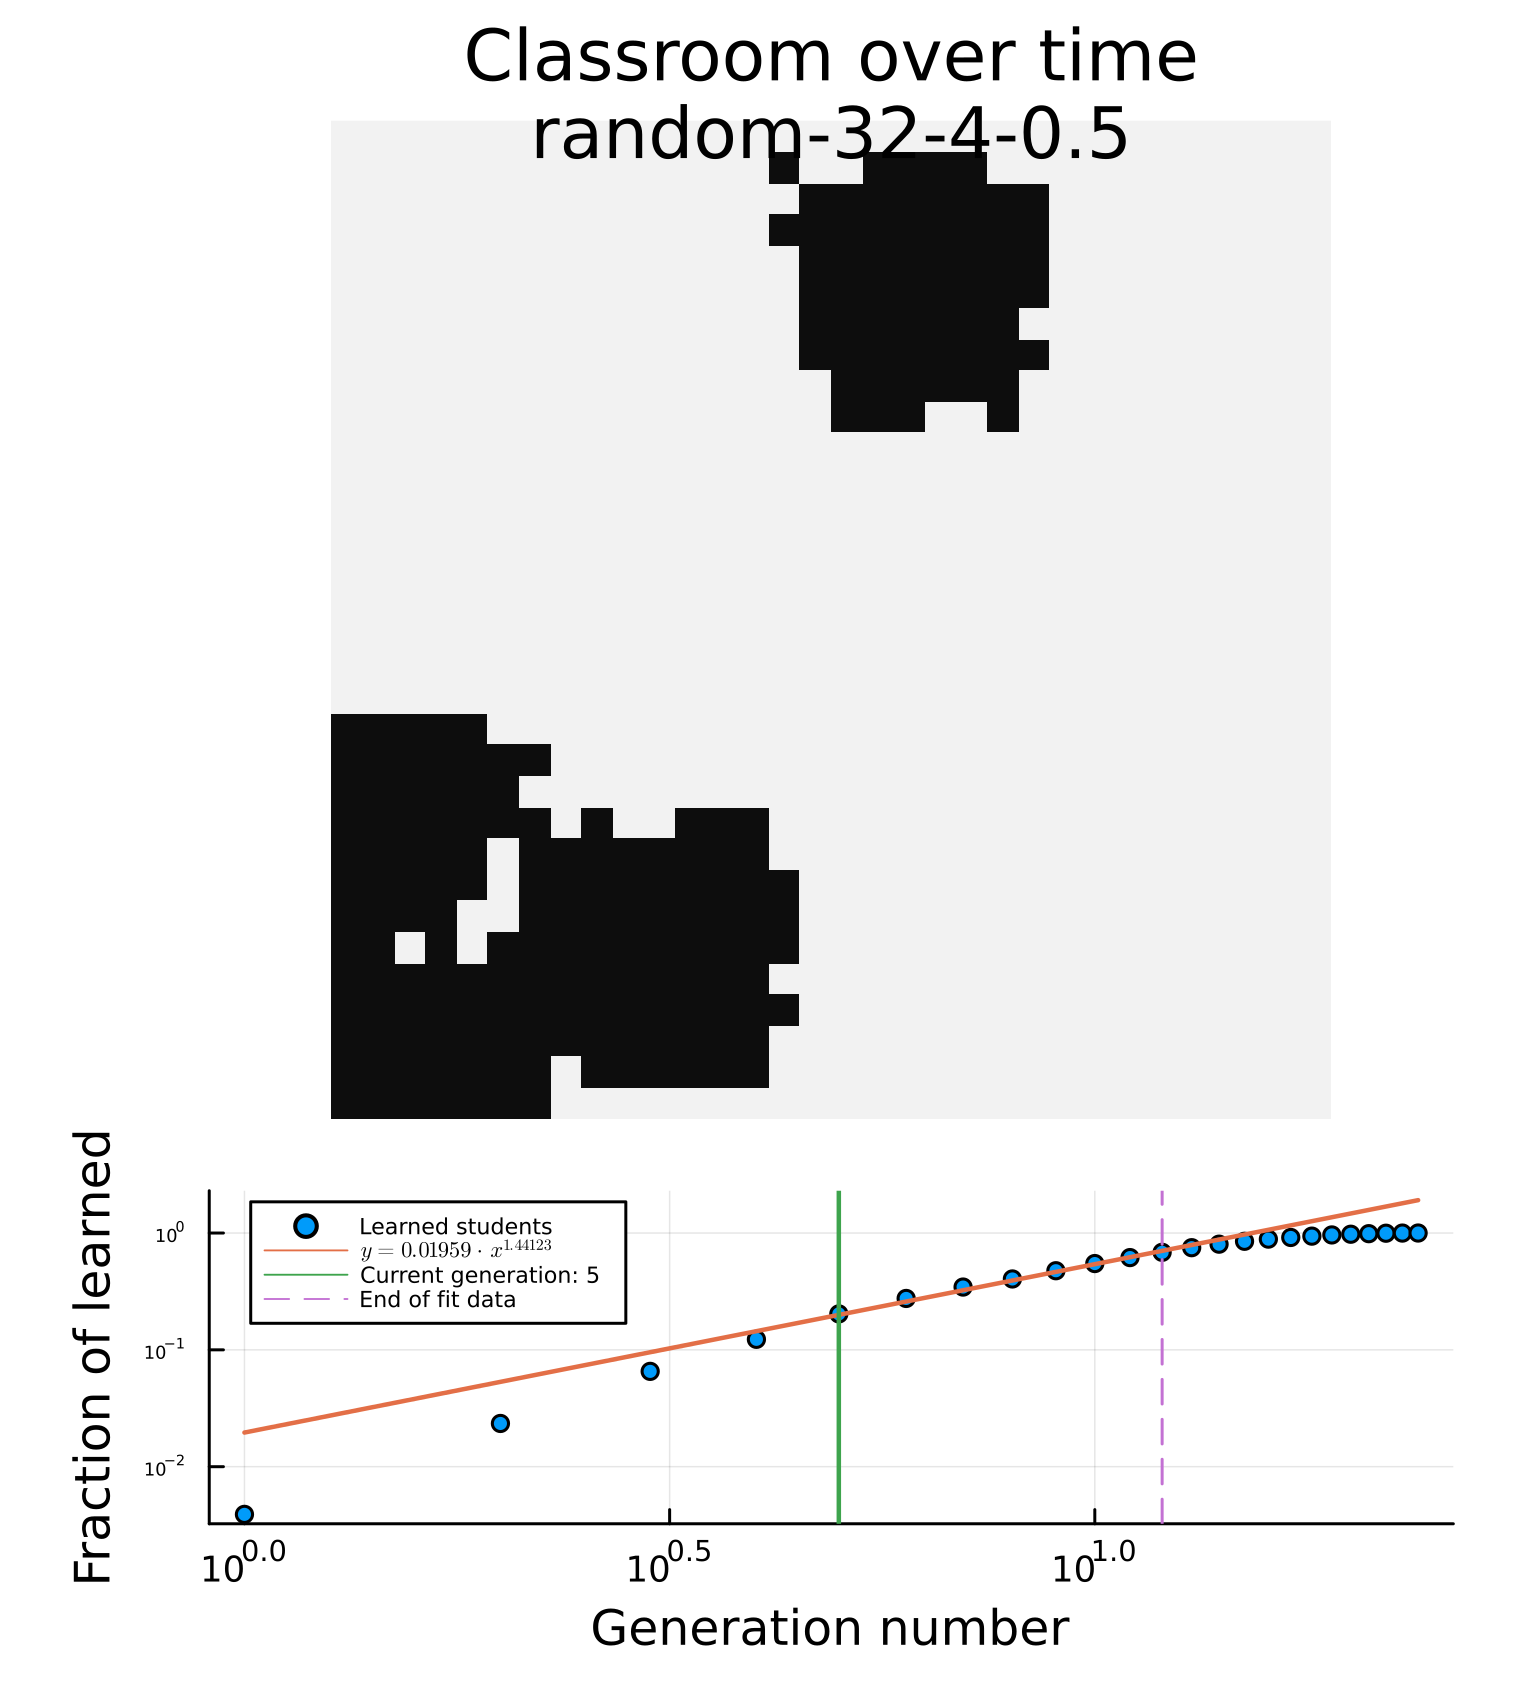 Classroom over time
random-32-4-0.5
Learned students
y = 0.01959 · x^1.44123
Current generation: 5
End of fit data
10^0
10^−1
10^−2
Fraction of learned
10^0.0 10^0.5 10^1.0
Generation number